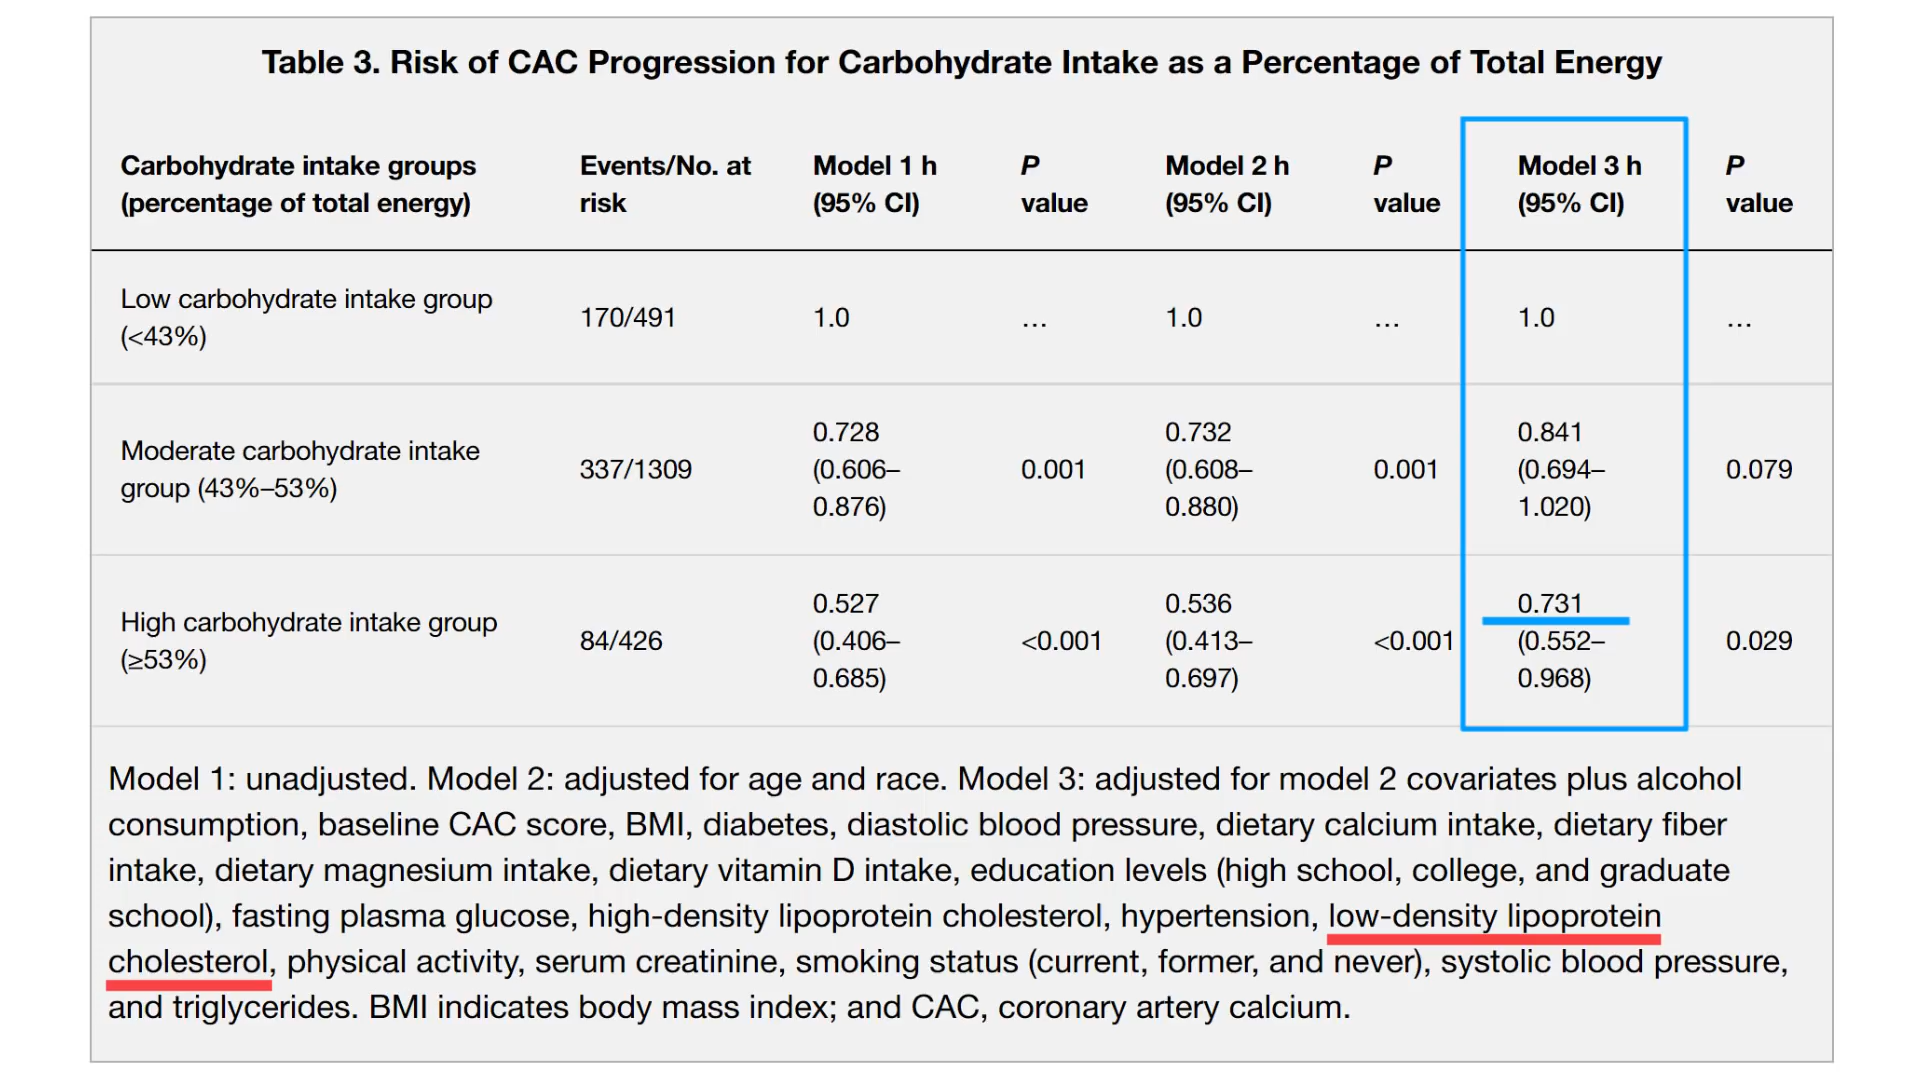 Table 3. Risk of CAC Progression for Carbohydrate Intake as a Percentage of Total Energy
Carbohydrate intake groups (percentage of total energy) Events/No. at risk Model 1 h (95% CI) P value Model 2 h (95% CI) P value Model 3 h (95% CI) P value
Low carbohydrate intake group (<43%) 170/491 1.0 … 1.0 … 1.0 …
Moderate carbohydrate intake group (43%–53%) 337/1309 0.728 (0.606–0.876) 0.001 0.732 (0.608–0.880) 0.001 0.841 (0.694–1.020) 0.079
High carbohydrate intake group (≥53%) 84/426 0.527 (0.406–0.685) <0.001 0.536 (0.413–0.697) <0.001 0.731 (0.552–0.968) 0.029
Model 1: unadjusted. Model 2: adjusted for age and race. Model 3: adjusted for model 2 covariates plus alcohol
consumption, baseline CAC score, BMI, diabetes, diastolic blood pressure, dietary calcium intake, dietary fiber
intake, dietary magnesium intake, dietary vitamin D intake, education levels (high school, college, and graduate
school), fasting plasma glucose, high-density lipoprotein cholesterol, hypertension, low-density lipoprotein
cholesterol, physical activity, serum creatinine, smoking status (current, former, and never), systolic blood pressure,
and triglycerides. BMI indicates body mass index; and CAC, coronary artery calcium.